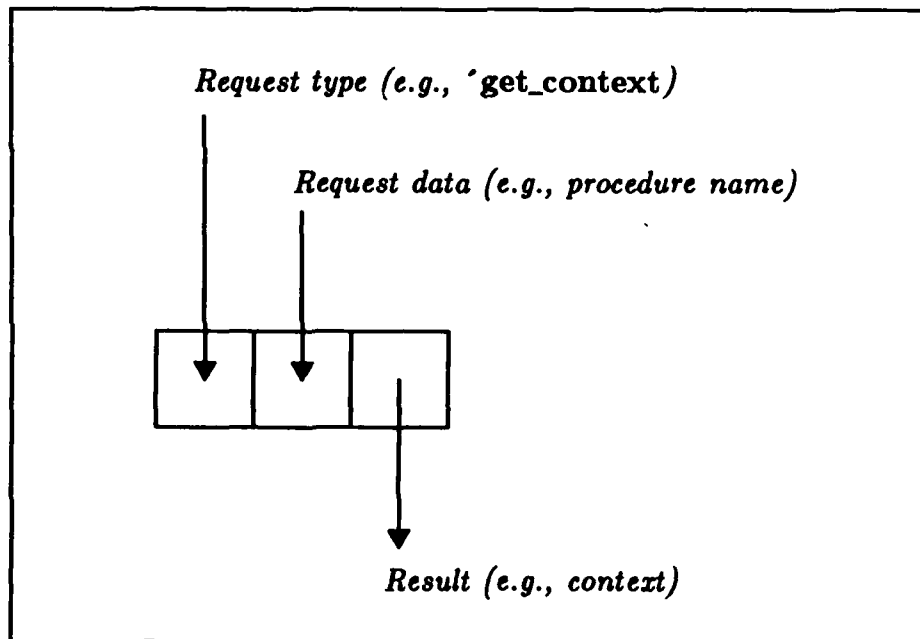 Request type (e.g., ´get_context)
Request data (e.g., procedure name)
Result (e.g., context)